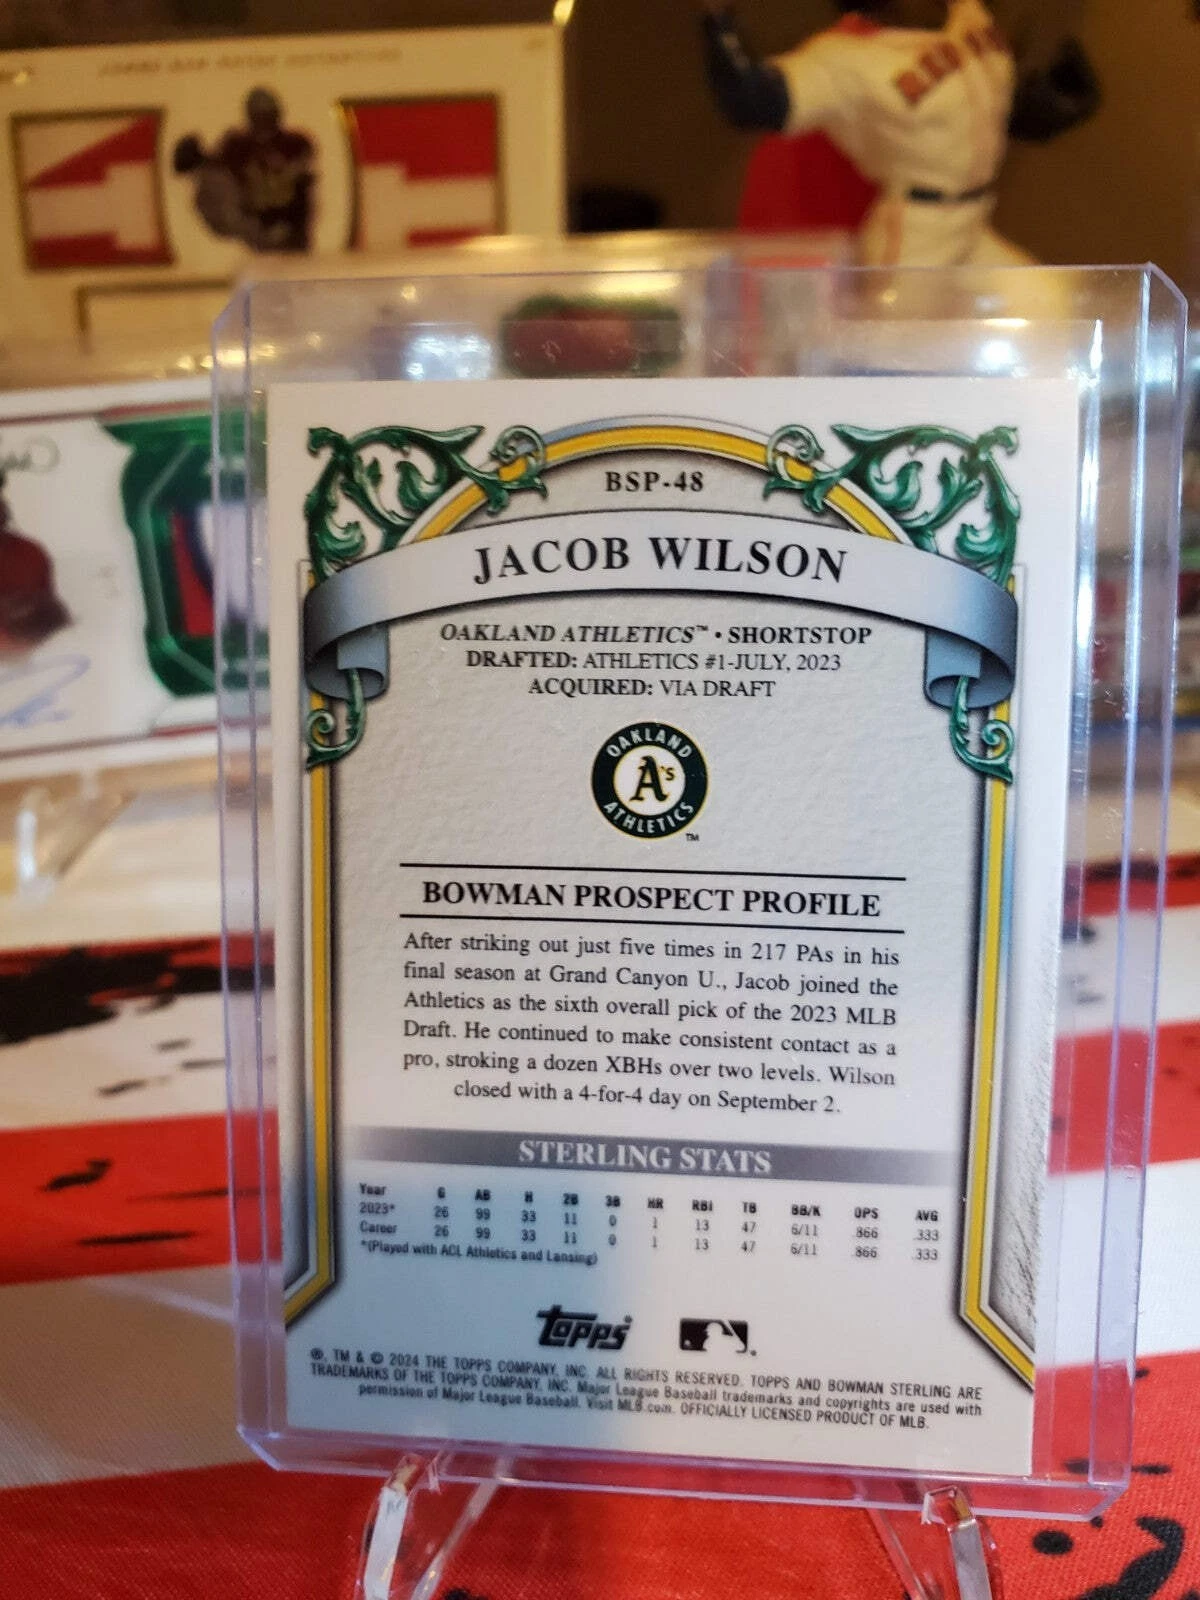 RED SOX
BSP-48
JACOB WILSON
OAKLAND ATHLETICS™ • SHORTSTOP
DRAFTED: ATHLETICS #1-JULY, 2023
ACQUIRED: VIA DRAFT
OAKLAND
A's
ATHLETICS
TM
BOWMAN PROSPECT PROFILE
After striking out just five times in 217 PAs in his
final season at Grand Canyon U., Jacob joined the
Athletics as the sixth overall pick of the 2023 MLB
Draft. He continued to make consistent contact as a
pro, stroking a dozen XBHs over two levels. Wilson
closed with a 4-for-4 day on September 2.
STERLING STATS
Year G AB H 2B 3B HR RBI TB BB/K OPS AVG
2023* 26 99 33 11 0 1 13 47 6/11 .866 .333
Career 26 99 33 11 0 1 13 47 6/11 .866 .333
*(Played with ACL Athletics and Lansing)
topps
®, TM & © 2024 THE TOPPS COMPANY, INC. ALL RIGHTS RESERVED. TOPPS AND BOWMAN STERLING ARE
TRADEMARKS OF THE TOPPS COMPANY, INC. Major League Baseball trademarks and copyrights are used with
permission of Major League Baseball. Visit MLB.com. OFFICIALLY LICENSED PRODUCT OF MLB.